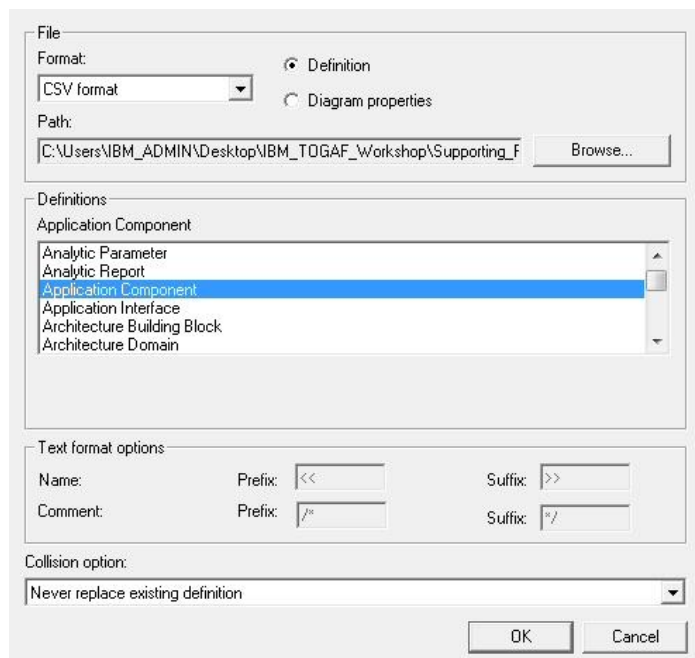 File
Format:
CSV format
Definition
Diagram properties
Path:
C:\Users\IBM_ADMIN\Desktop\IBM_TOGAF_Workshop\Supporting_F
Browse...
Definitions
Application Component
Analytic Parameter
Analytic Report
Application Component
Application Interface
Architecture Building Block
Architecture Domain
Text format options
Name: Prefix: << Suffix: >>
Comment: Prefix: /* Suffix: */
Collision option:
Never replace existing definition
OK Cancel